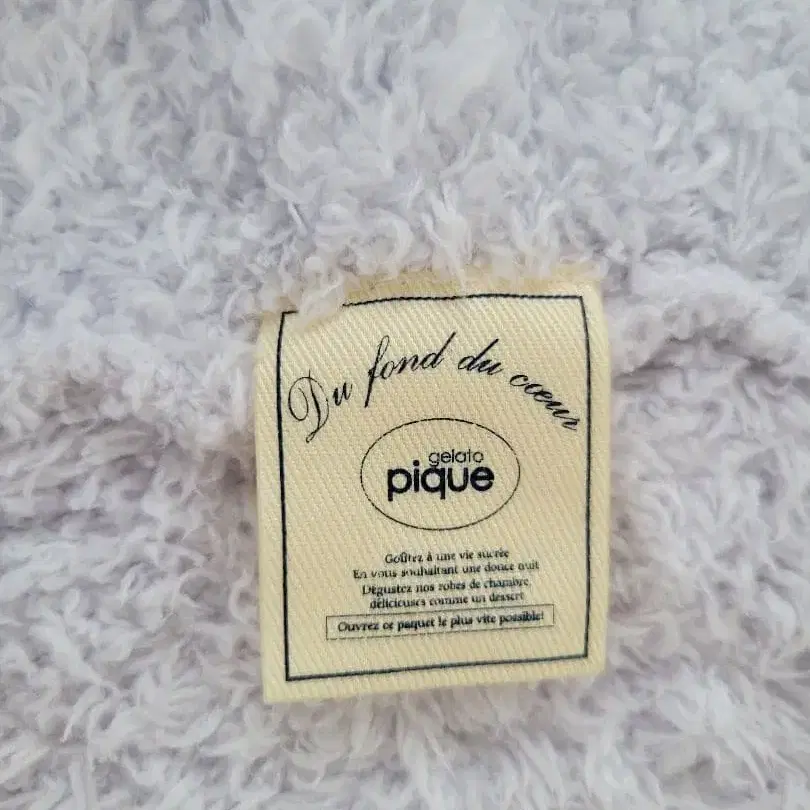 Du fond du cœur
gelato
pique
Goûtez à une vie sucrée
En vous souhaitant une douce nuit
Dégustez nos robes de chambre,
délicieuses comme un dessert
Ouvrez ce paquet le plus vite possible!